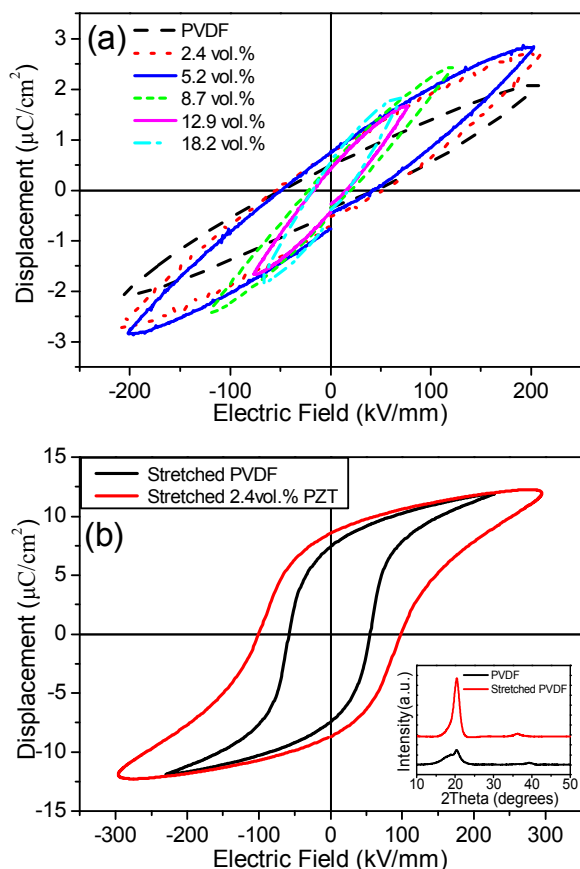 (a)
PVDF
2.4 vol.%
5.2 vol.%
8.7 vol.%
12.9 vol.%
18.2 vol.%
3
2
1
0
-1
-2
-3
Displacement (μC/cm²)
-200 -100 0 100 200
Electric Field (kV/mm)
(b)
Stretched PVDF
Stretched 2.4vol.% PZT
15
10
5
0
-5
-10
-15
Displacement (μC/cm²)
-300 -200 -100 0 100 200 300
Electric Field (kV/mm)
PVDF
Stretched PVDF
Intensity(a.u.)
10 20 30 40 50
2Theta (degrees)